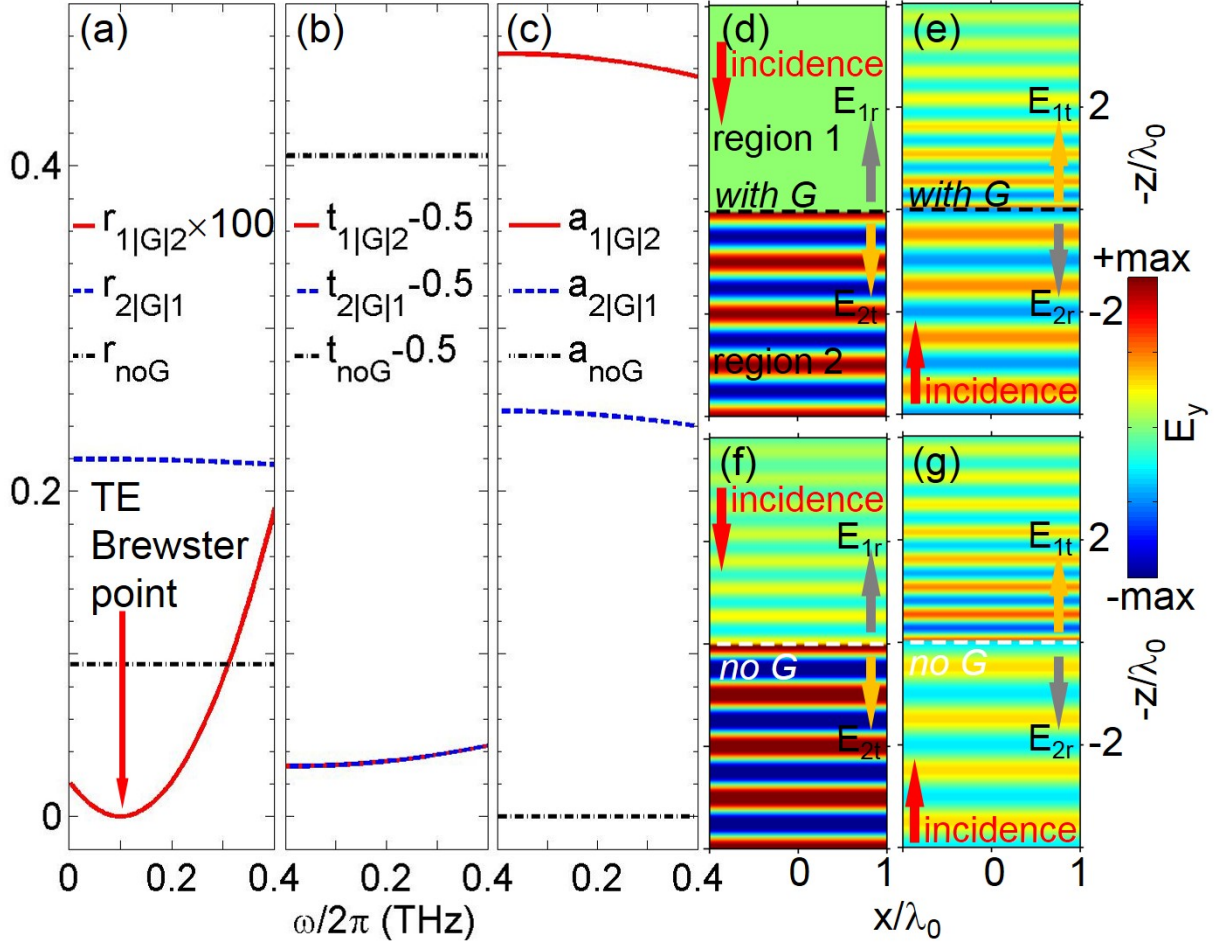 (a)
(b)
(c)
(d)
(e)
0.4
0.2
0
r1|G|2×100
r2|G|1
rnoG
TE
Brewster
point
t1|G|2-0.5
t2|G|1-0.5
tnoG-0.5
a1|G|2
a2|G|1
anoG
0 0.2 0.4
0.2 0.4
0.2 0.4
ω/2π (THz)
incidence
E1r
region 1
with G
E2t
region 2
E1t
with G
E2r
incidence
2
-2
-z/λ0
+max
Ey
-max
(f)
incidence
E1r
no G
E2t
(g)
E1t
no G
E2r
incidence
2
-2
-z/λ0
0 1
0 1
x/λ0